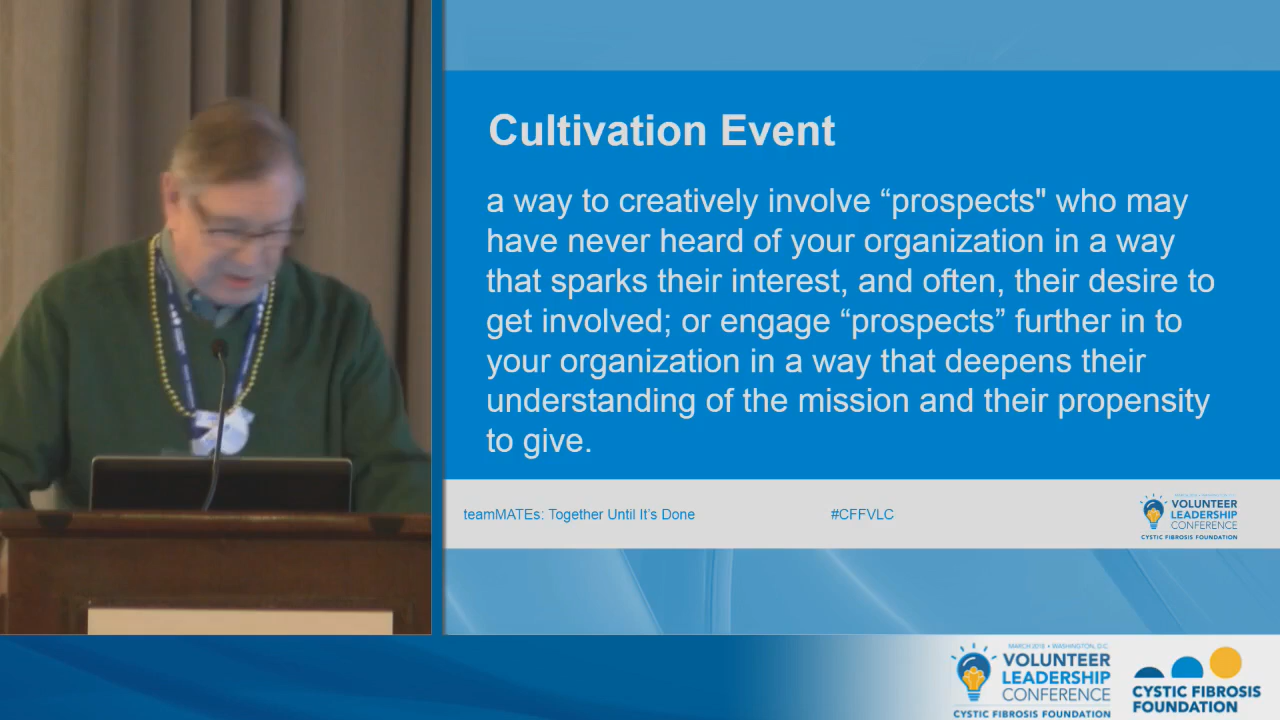 Cultivation Event
a way to creatively involve “prospects" who may
have never heard of your organization in a way
that sparks their interest, and often, their desire to
get involved; or engage “prospects” further in to
your organization in a way that deepens their
understanding of the mission and their propensity
to give.
teamMATEs: Together Until It’s Done
#CFFVLC
VOLUNTEER
LEADERSHIP
CONFERENCE
CYSTIC FIBROSIS FOUNDATION
MARCH 2018 • WASHINGTON, D.C.
VOLUNTEER
LEADERSHIP
CONFERENCE
CYSTIC FIBROSIS FOUNDATION
CYSTIC FIBROSIS
FOUNDATION